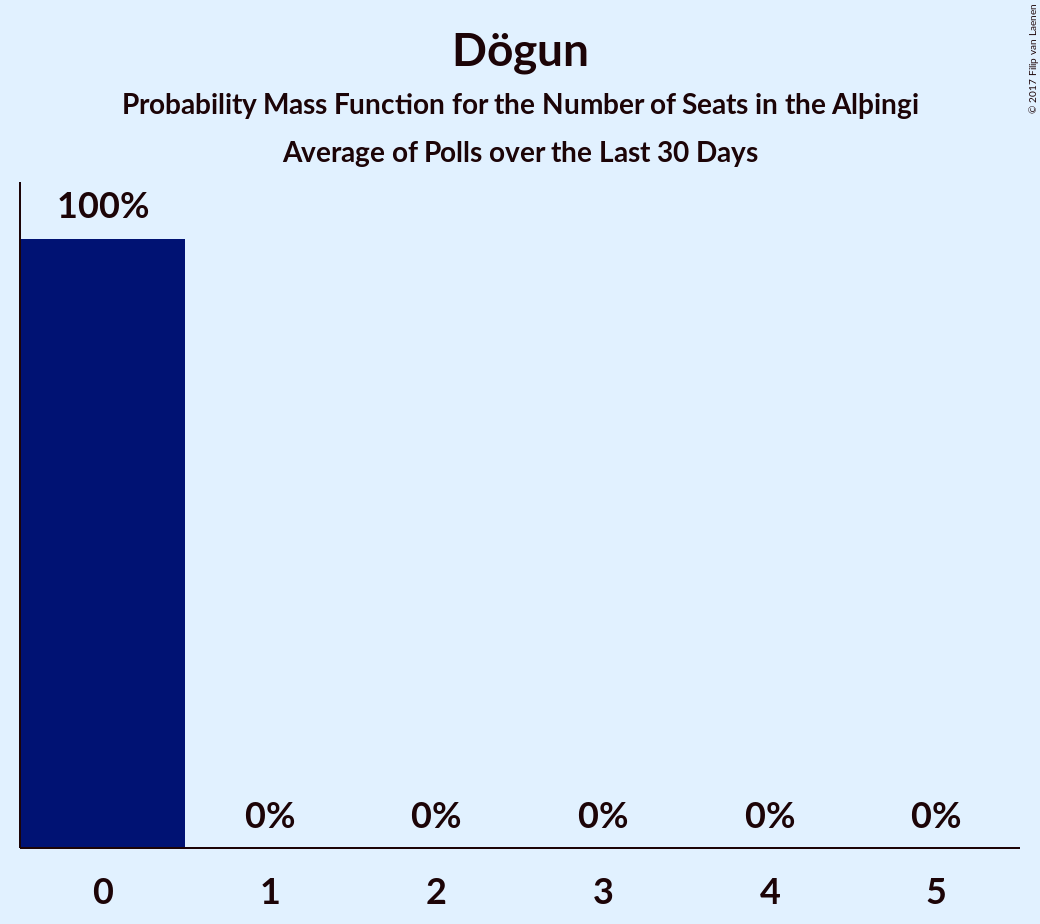 Dögun
Probability Mass Function for the Number of Seats in the Alþingi
Average of Polls over the Last 30 Days
© 2017 Filip van Laenen
100%
0% 0% 0% 0% 0%
0 1 2 3 4 5